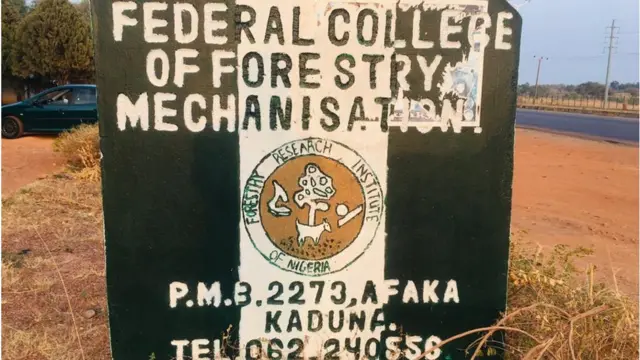 FEDERAL COLLEGE
OF FORESTRY
MECHANISATION.
FORESTRY RESEARCH INSTITUTE
OF NIGERIA
P.M.B. 2273, AFAKA
KADUNA.
TEL: 062-240556